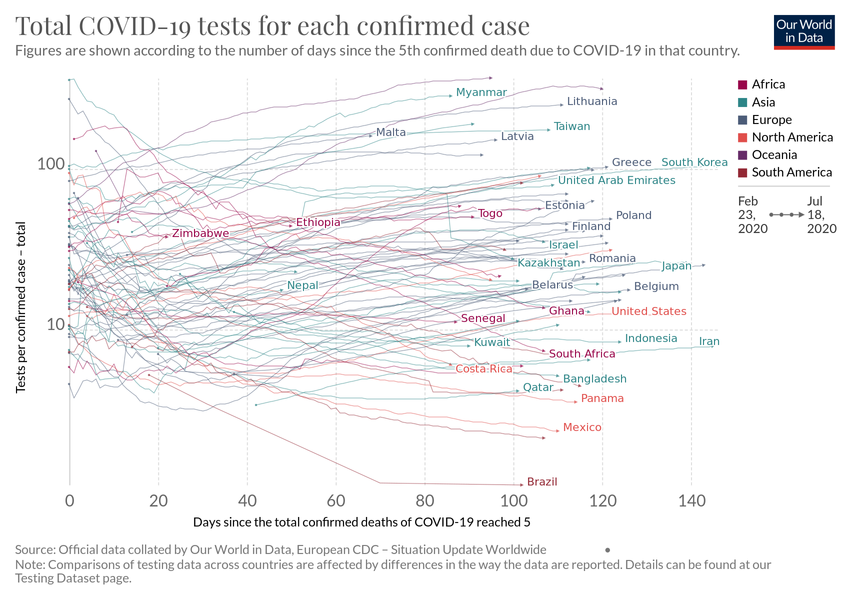 Total COVID-19 tests for each confirmed case
Figures are shown according to the number of days since the 5th confirmed death due to COVID-19 in that country.
Our World
in Data
Africa
Asia
Europe
North America
Oceania
South America
Feb
23,
2020
Jul
18,
2020
Tests per confirmed case – total
100
10
Myanmar
Lithuania
Malta
Taiwan
Latvia
Greece
South Korea
United Arab Emirates
Estonia
Togo
Poland
Ethiopia
Finland
Zimbabwe
Israel
Kazakhstan
Romania
Japan
Nepal
Belarus
Belgium
Ghana
United States
Senegal
Kuwait
Indonesia
Iran
South Africa
Costa Rica
Bangladesh
Qatar
Panama
Mexico
Brazil
0
20
40
60
80
100
120
140
Days since the total confirmed deaths of COVID-19 reached 5
Source: Official data collated by Our World in Data, European CDC – Situation Update Worldwide
Note: Comparisons of testing data across countries are affected by differences in the way the data are reported. Details can be found at our
Testing Dataset page.